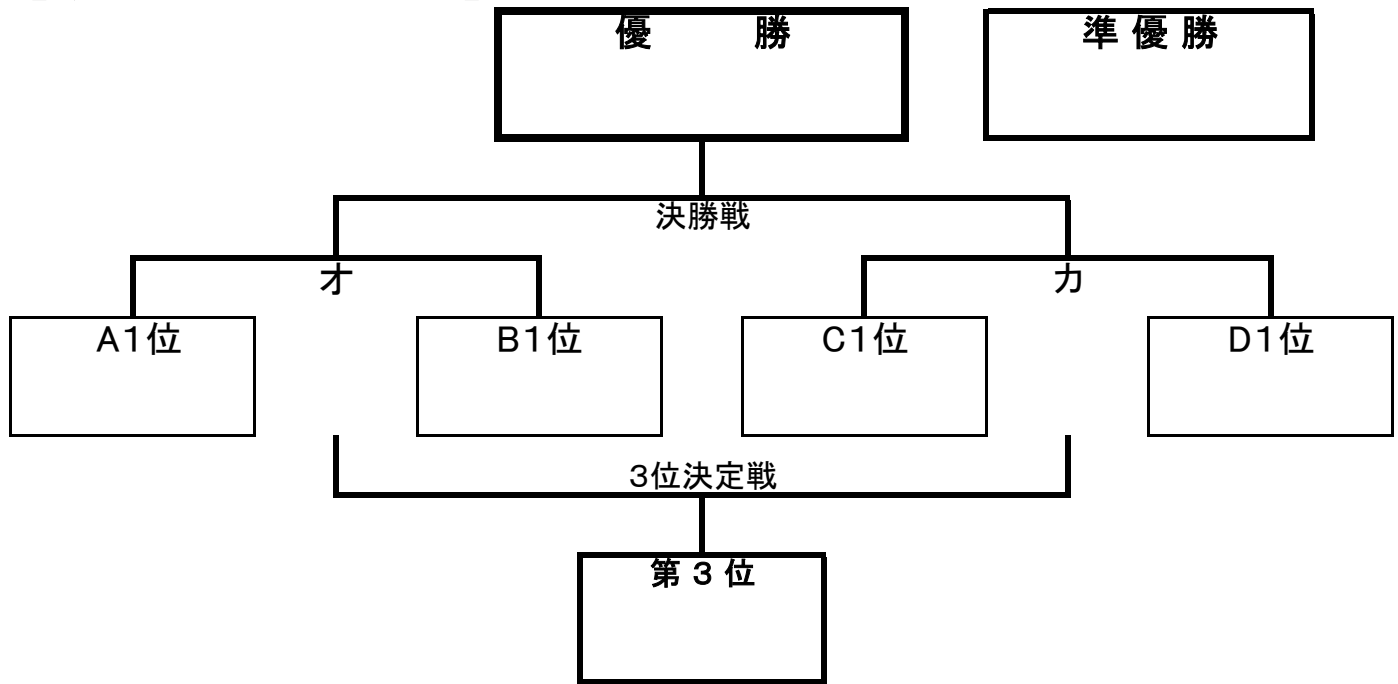 優　　勝
準 優 勝
決勝戦
オ
カ
A1位
B1位
C1位
D1位
3位決定戦
第 3 位